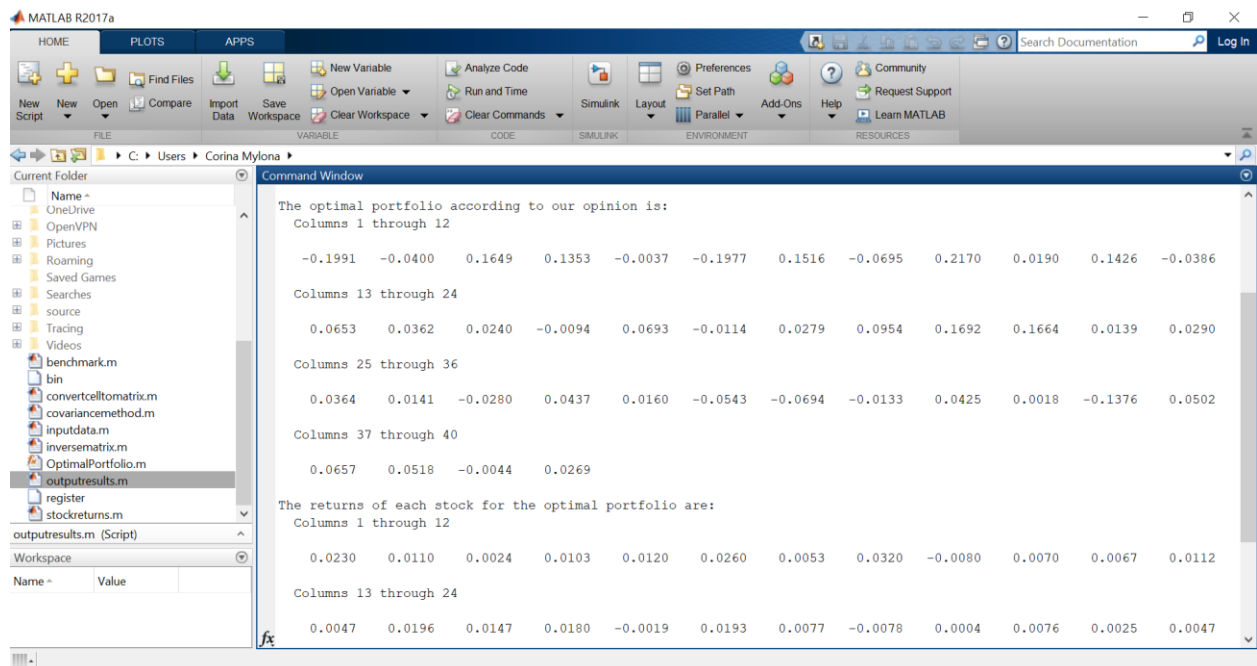 MATLAB R2017a
HOME PLOTS APPS Search Documentation Log In
New Script New Open Find Files Compare Import Data Save Workspace New Variable Open Variable Clear Workspace Analyze Code Run and Time Clear Commands Simulink Layout Preferences Set Path Parallel Add-Ons Help Community Request Support Learn MATLAB
FILE VARIABLE CODE SIMULINK ENVIRONMENT RESOURCES
C: Users Corina Mylona
Current Folder
Name
OneDrive
OpenVPN
Pictures
Roaming
Saved Games
Searches
source
Tracing
Videos
benchmark.m
bin
convertcelltomatrix.m
covariancemethod.m
inputdata.m
inversematrix.m
OptimalPortfolio.m
outputresults.m
register
stockreturns.m
outputresults.m (Script)
Workspace
Name Value
Command Window
The optimal portfolio according to our opinion is:
Columns 1 through 12
-0.1991 -0.0400 0.1649 0.1353 -0.0037 -0.1977 0.1516 -0.0695 0.2170 0.0190 0.1426 -0.0386
Columns 13 through 24
0.0653 0.0362 0.0240 -0.0094 0.0693 -0.0114 0.0279 0.0954 0.1692 0.1664 0.0139 0.0290
Columns 25 through 36
0.0364 0.0141 -0.0280 0.0437 0.0160 -0.0543 -0.0694 -0.0133 0.0425 0.0018 -0.1376 0.0502
Columns 37 through 40
0.0657 0.0518 -0.0044 0.0269
The returns of each stock for the optimal portfolio are:
Columns 1 through 12
0.0230 0.0110 0.0024 0.0103 0.0120 0.0260 0.0053 0.0320 -0.0080 0.0070 0.0067 0.0112
Columns 13 through 24
0.0047 0.0196 0.0147 0.0180 -0.0019 0.0193 0.0077 -0.0078 0.0004 0.0076 0.0025 0.0047
fx